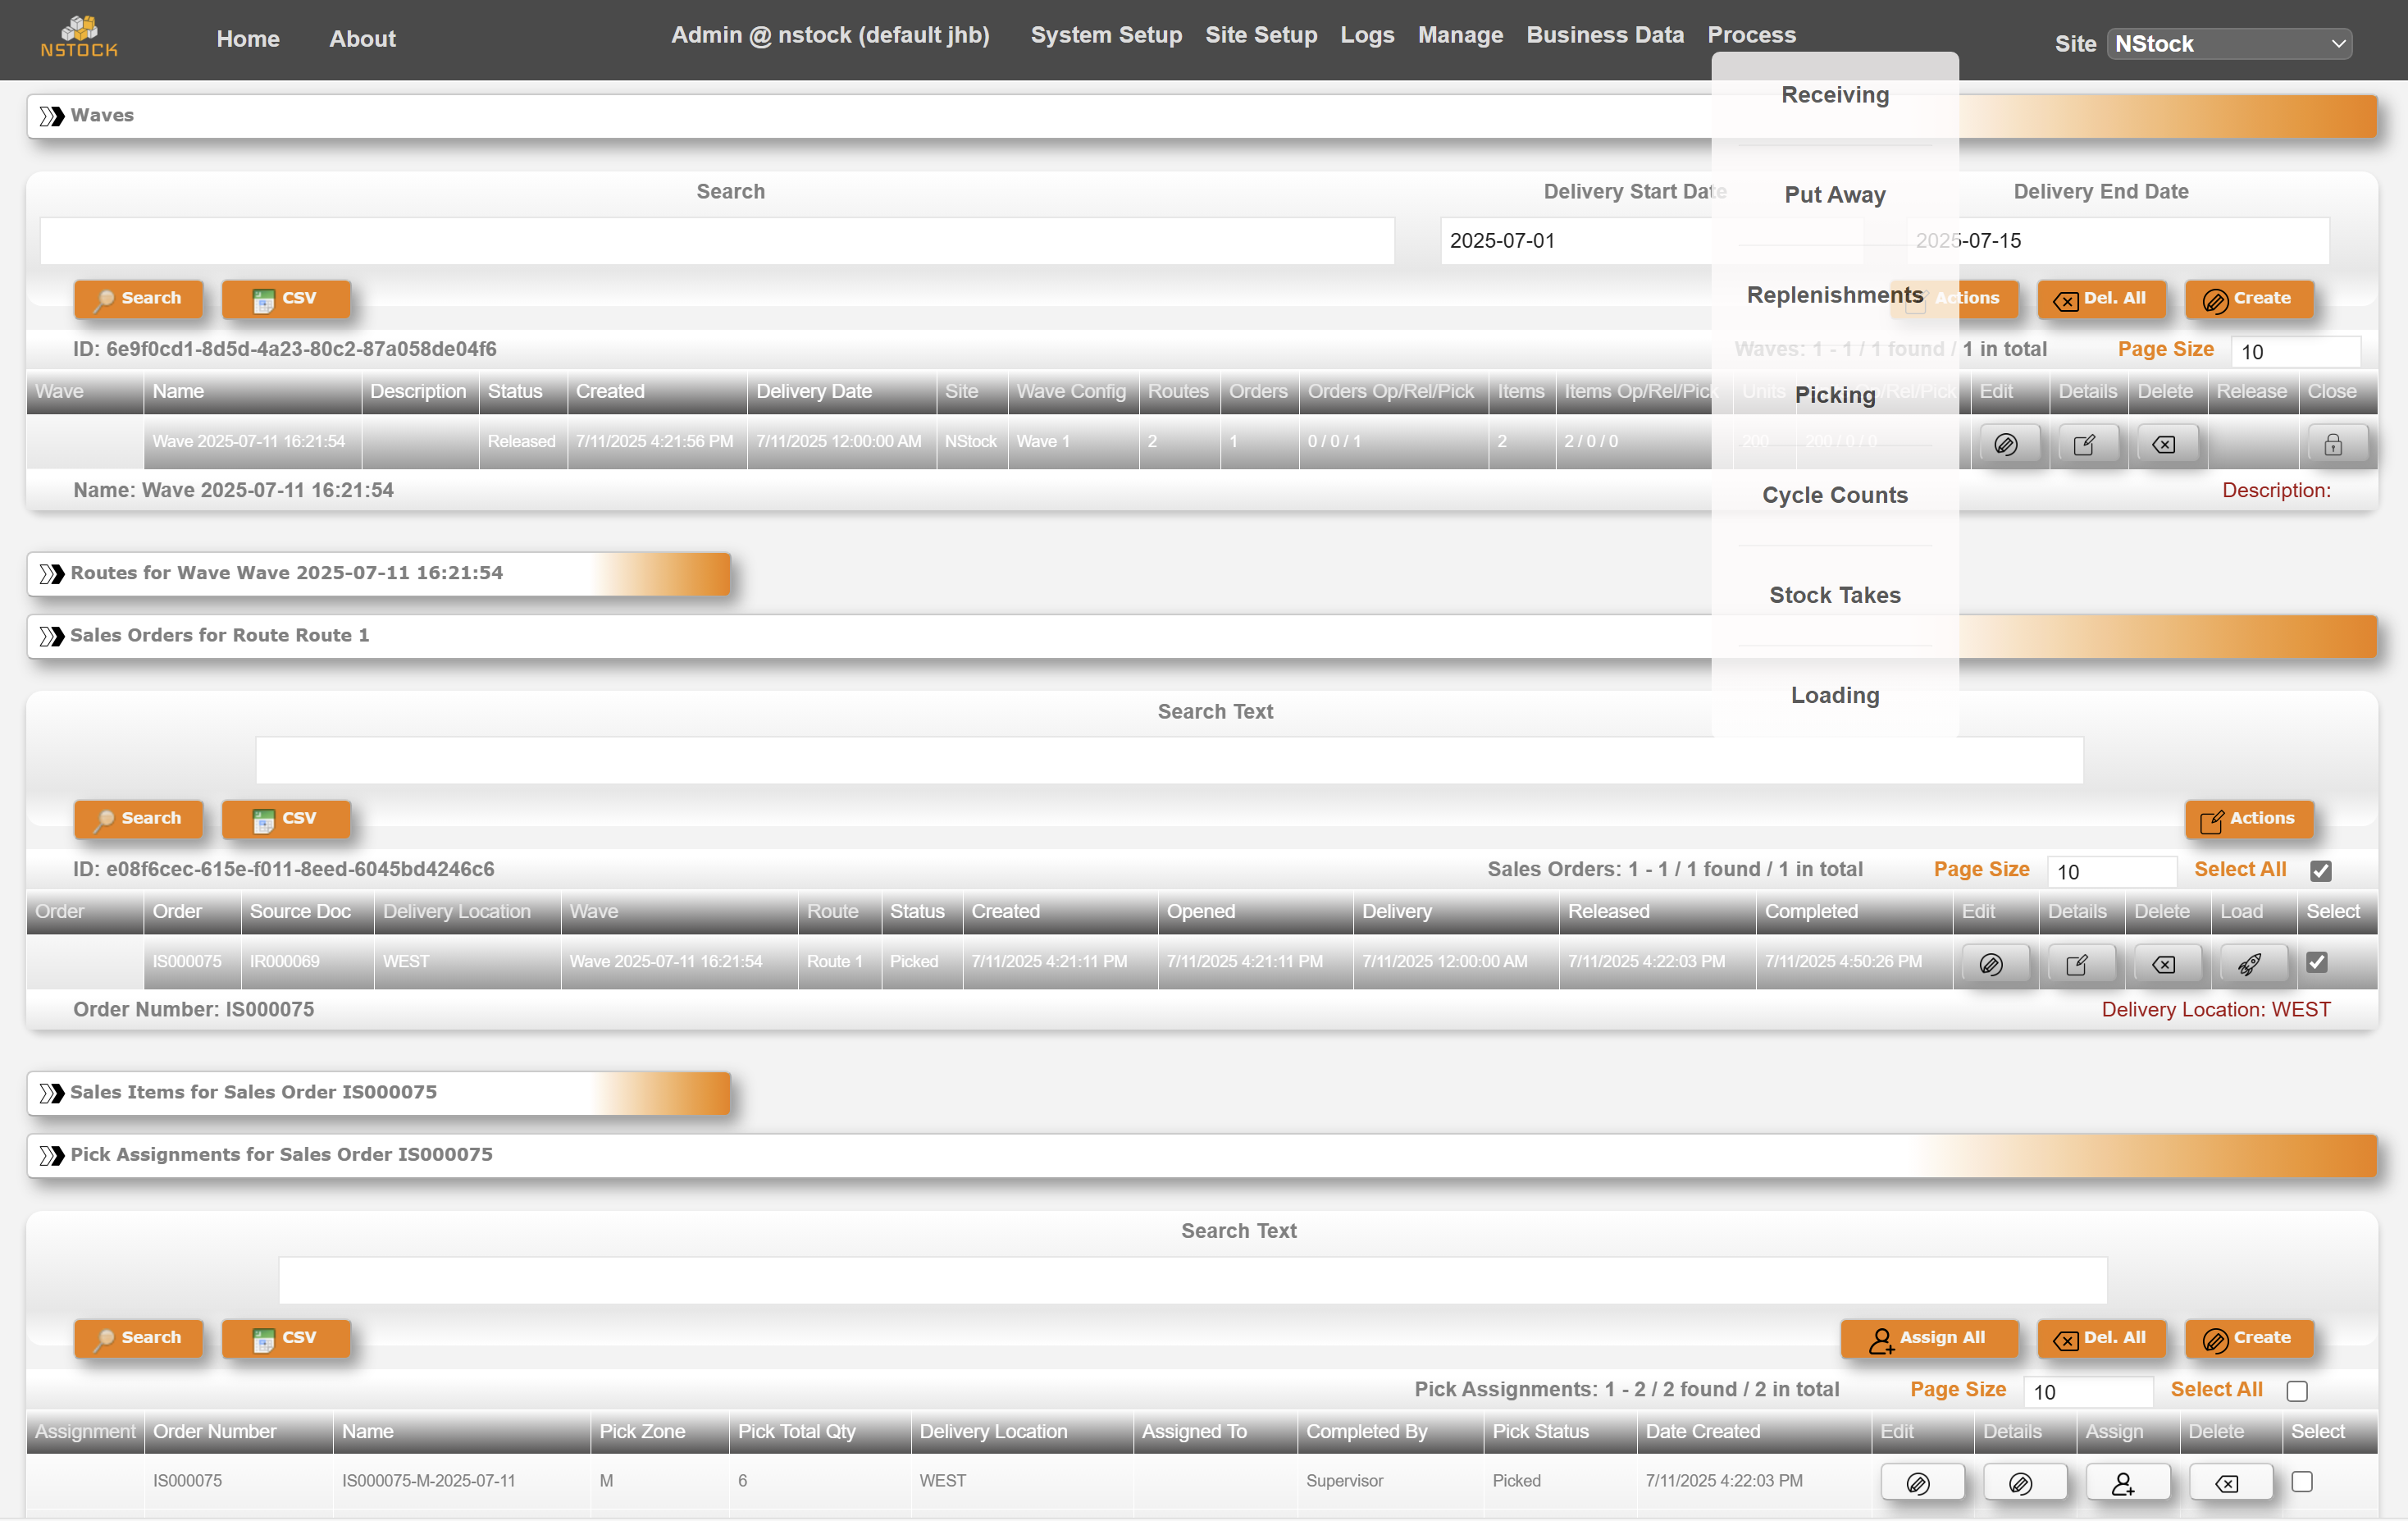 NSTOCK
Home About Admin @ nstock (default jhb) System Setup Site Setup Logs Manage Business Data Process Site NStock
Receiving
Put Away
Replenishments
Picking
Cycle Counts
Stock Takes
Loading
Waves
Search Delivery Start Date Delivery End Date
2025-07-01 2025-07-15
Search CSV Actions Del. All Create
ID: 6e9f0cd1-8d5d-4a23-80c2-87a058de04f6 Waves: 1 - 1 / 1 found / 1 in total Page Size 10
Wave Name Description Status Created Delivery Date Site Wave Config Routes Orders Orders Op/Rel/Pick Items Items Op/Rel/Pick Units Op/Rel/Pick Edit Details Delete Release Close
Wave 2025-07-11 16:21:54 Released 7/11/2025 4:21:56 PM 7/11/2025 12:00:00 AM NStock Wave 1 2 1 0 / 0 / 1 2 2 / 0 / 0 200 200 / 0 / 0
Name: Wave 2025-07-11 16:21:54 Description:
Routes for Wave Wave 2025-07-11 16:21:54
Sales Orders for Route Route 1
Search Text
Search CSV Actions
ID: e08f6cec-615e-f011-8eed-6045bd4246c6 Sales Orders: 1 - 1 / 1 found / 1 in total Page Size 10 Select All
Order Order Source Doc Delivery Location Wave Route Status Created Opened Delivery Released Completed Edit Details Delete Load Select
IS000075 IR000069 WEST Wave 2025-07-11 16:21:54 Route 1 Picked 7/11/2025 4:21:11 PM 7/11/2025 4:21:11 PM 7/11/2025 12:00:00 AM 7/11/2025 4:22:03 PM 7/11/2025 4:50:26 PM
Order Number: IS000075 Delivery Location: WEST
Sales Items for Sales Order IS000075
Pick Assignments for Sales Order IS000075
Search Text
Search CSV Assign All Del. All Create
Pick Assignments: 1 - 2 / 2 found / 2 in total Page Size 10 Select All
Assignment Order Number Name Pick Zone Pick Total Qty Delivery Location Assigned To Completed By Pick Status Date Created Edit Details Assign Delete Select
IS000075 IS000075-M-2025-07-11 M 6 WEST Supervisor Picked 7/11/2025 4:22:03 PM